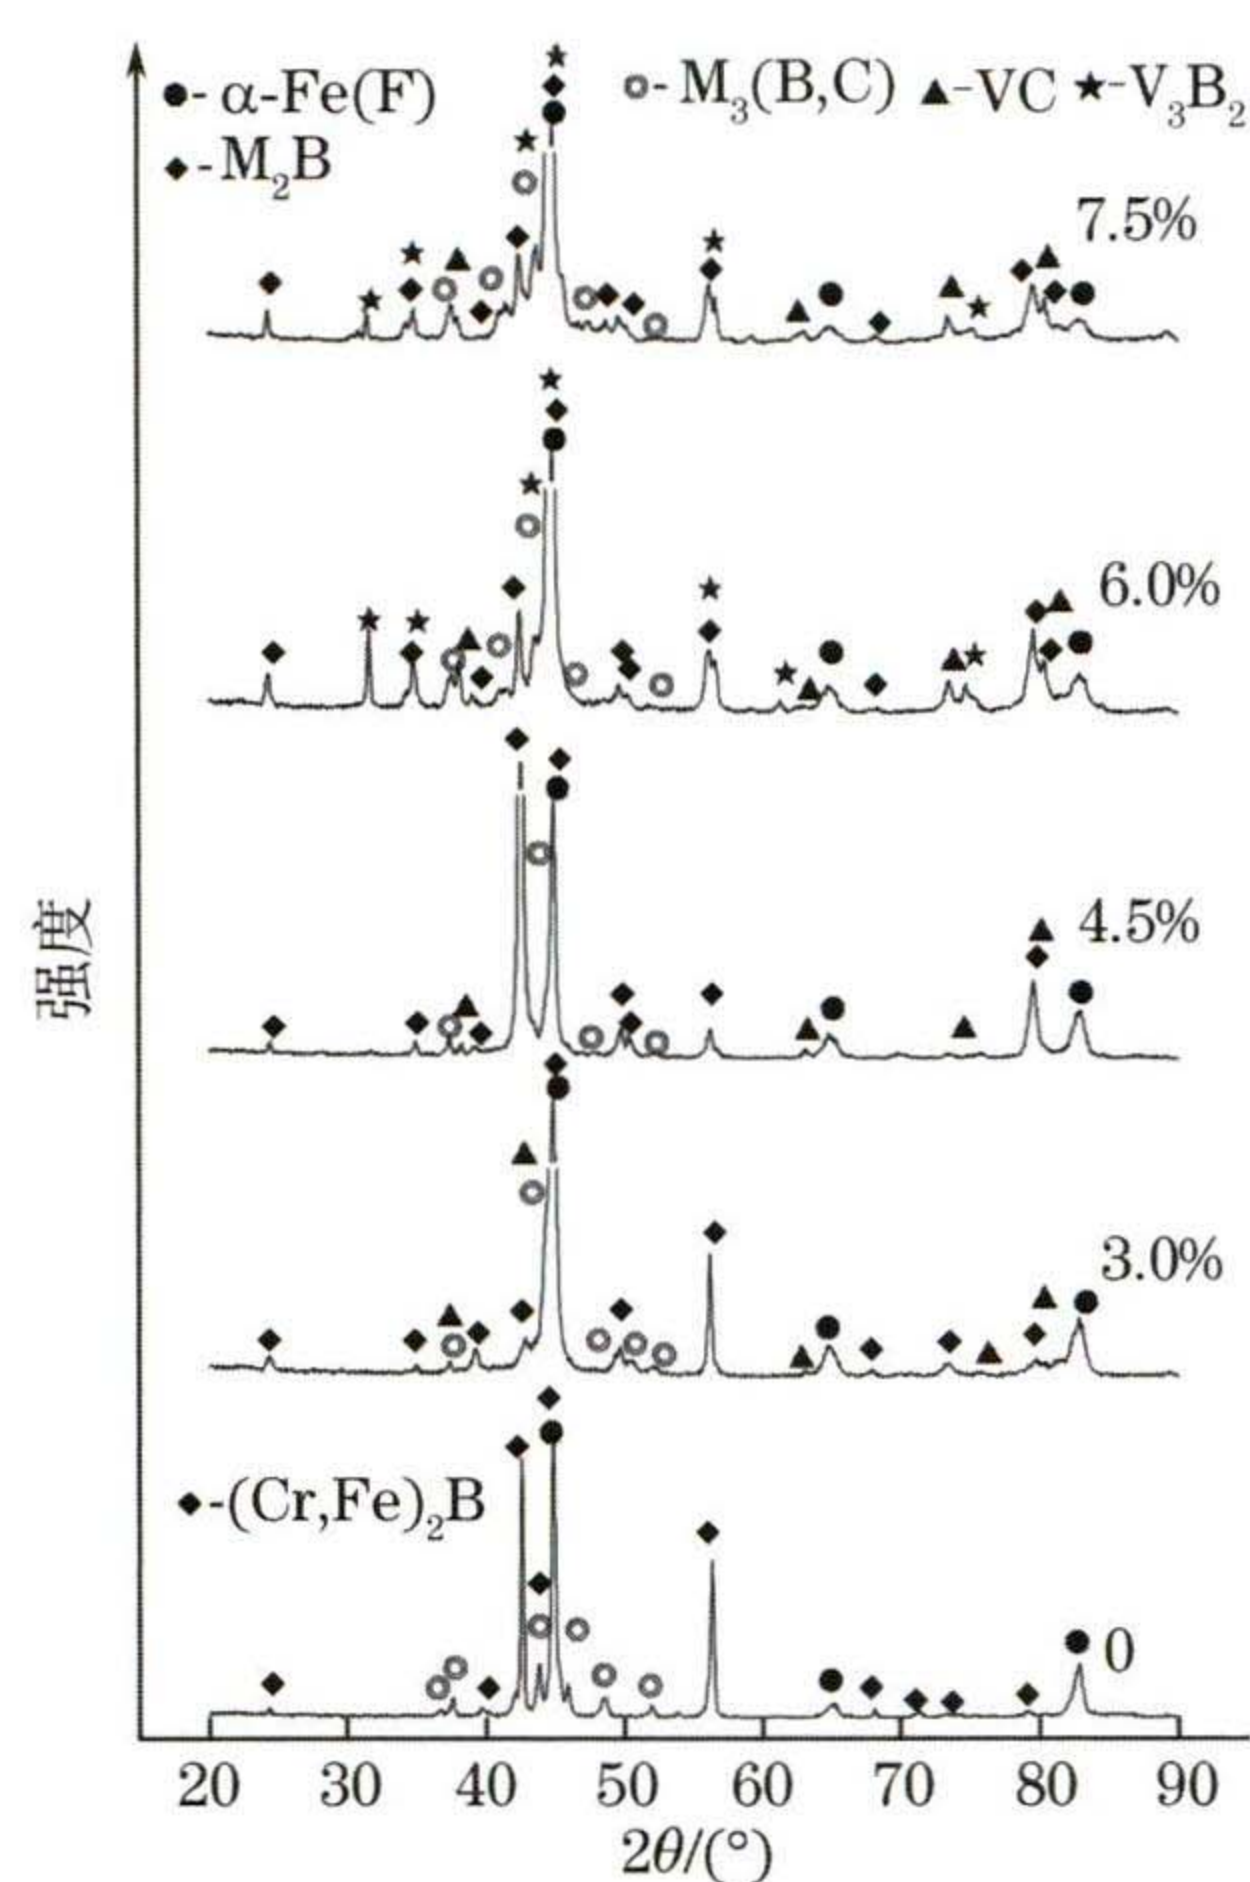 ●-α-Fe(F) ○-M₃(B,C) ▲-VC ★-V₃B₂
◆-M₂B
7.5%
6.0%
4.5%
强度
3.0%
◆-(Cr,Fe)₂B
0
20 30 40 50 60 70 80 90
2θ/(°)